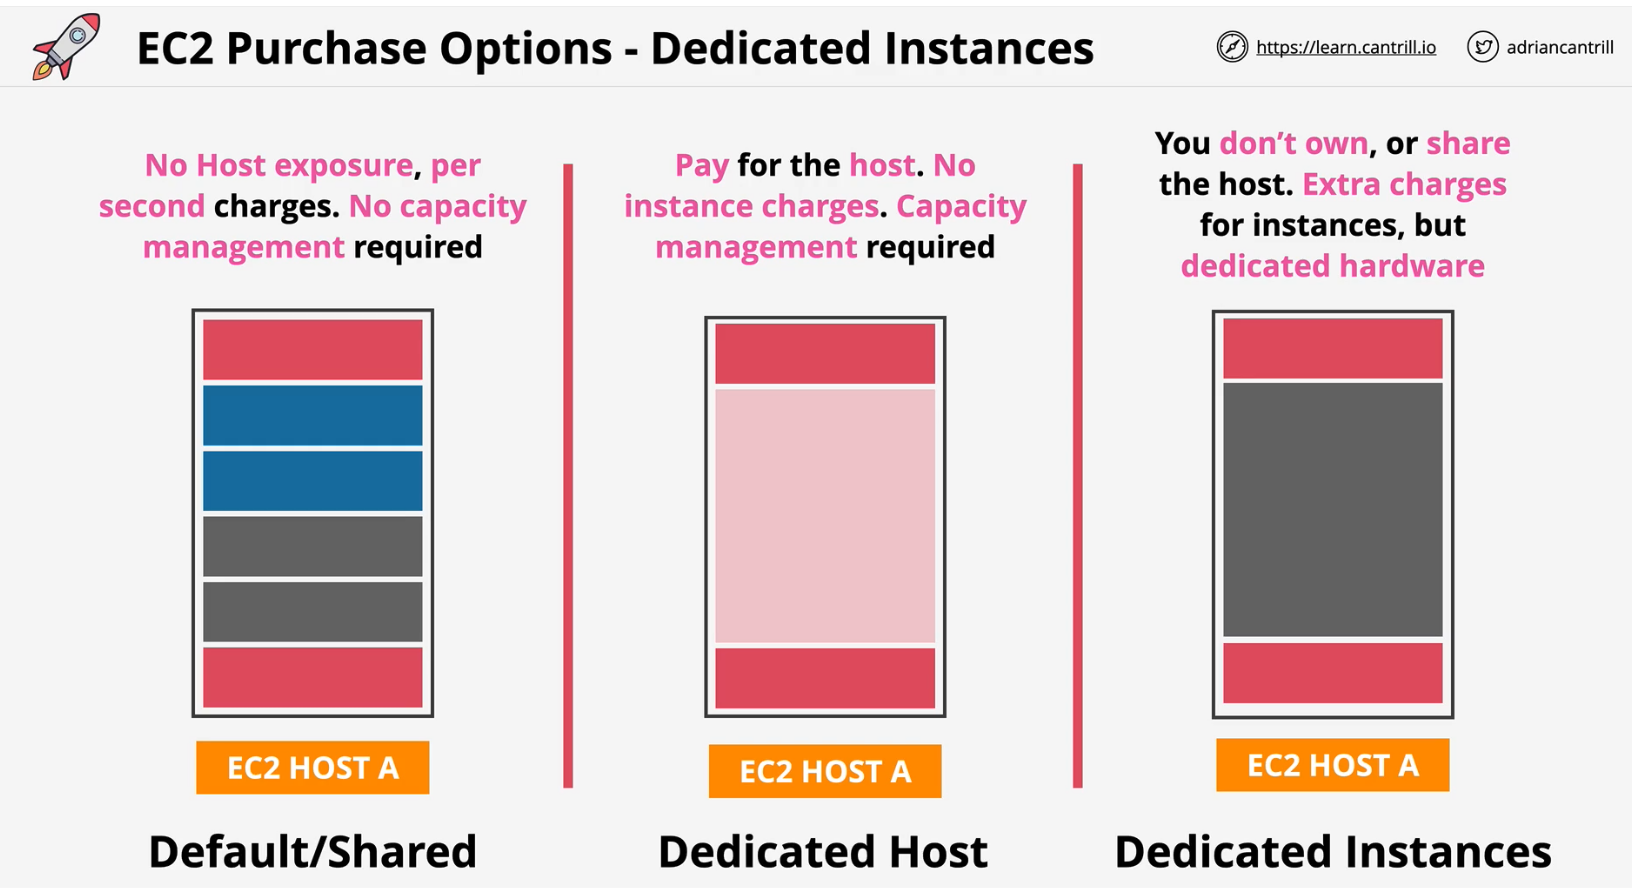 EC2 Purchase Options - Dedicated Instances
https://learn.cantrill.io
adriancantrill
No Host exposure, per
second charges. No capacity
management required
EC2 HOST A
Default/Shared
Pay for the host. No
instance charges. Capacity
management required
EC2 HOST A
Dedicated Host
You don't own, or share
the host. Extra charges
for instances, but
dedicated hardware
EC2 HOST A
Dedicated Instances